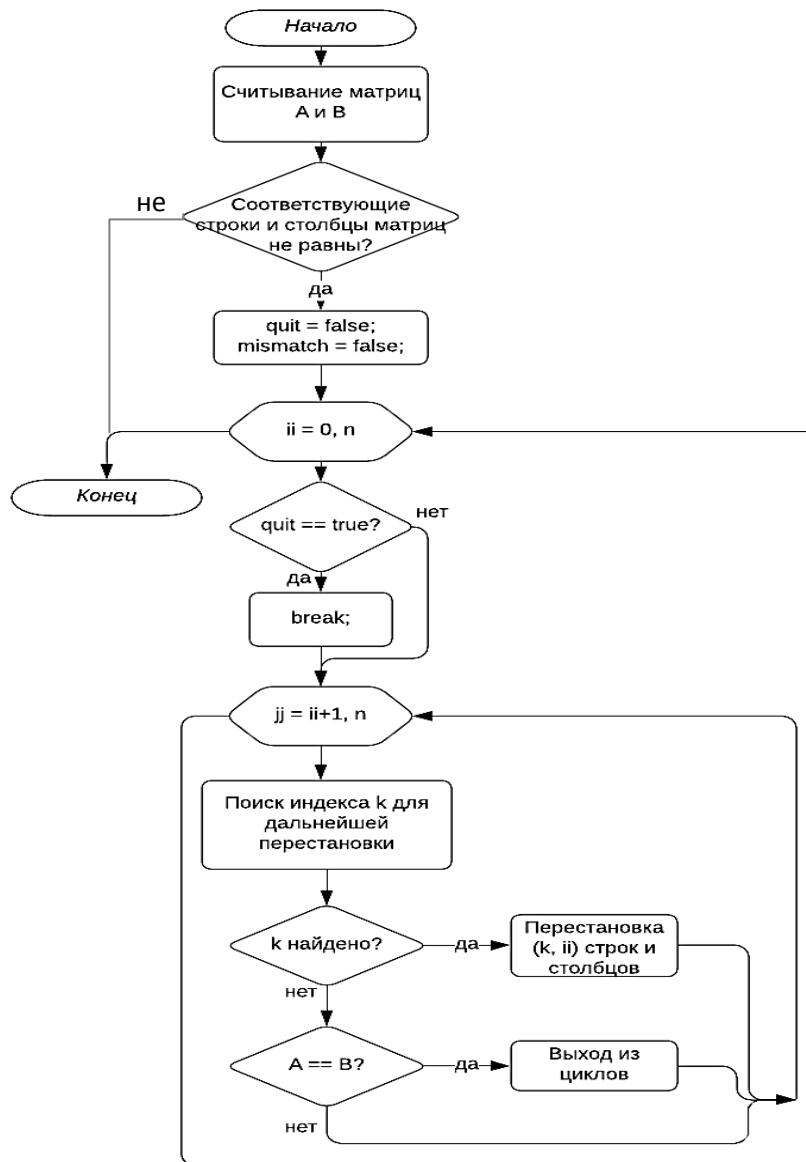 Начало
Считывание матриц
А и В
не
Соответствующие
строки и столбцы матриц
не равны?
да
quit = false;
mismatch = false;
ii = 0, n
Конец
quit == true?
нет
да
break;
jj = ii+1, n
Поиск индекса k для
дальнейшей
перестановки
k найдено?
да
Перестановка
(k, ii) строк и
столбцов
нет
A == B?
да
Выход из
циклов
нет